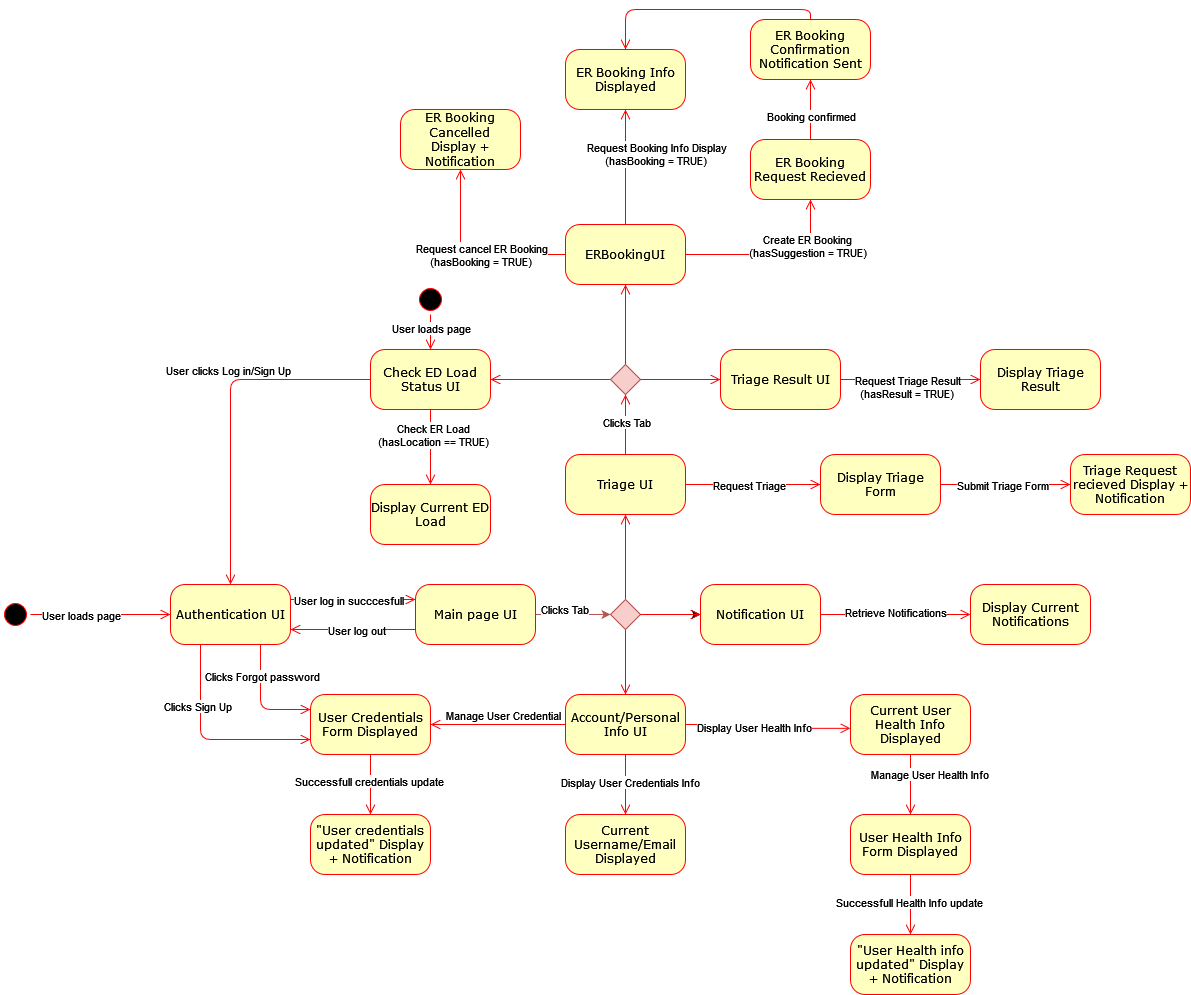 ER Booking
Confirmation
Notification Sent
ER Booking Info
Displayed
Booking confirmed
ER Booking
Cancelled
Display +
Notification
Request Booking Info Display
(hasBooking = TRUE)
ER Booking
Request Recieved
Create ER Booking
(hasSuggestion = TRUE)
Request cancel ER Booking
(hasBooking = TRUE)
ERBookingUI
User loads page
User clicks Log in/Sign Up
Check ED Load
Status UI
Triage Result UI
Request Triage Result
(hasResult = TRUE)
Display Triage
Result
Clicks Tab
Check ER Load
(hasLocation == TRUE)
Triage UI
Request Triage
Display Triage
Form
Submit Triage Form
Triage Request
recieved Display +
Notification
Display Current ED
Load
User loads page
Authentication UI
User log in succcesfull
User log out
Main page UI
Clicks Tab
Notification UI
Retrieve Notifications
Display Current
Notifications
Clicks Forgot password
Clicks Sign Up
User Credentials
Form Displayed
Manage User Credential
Account/Personal
Info UI
Display User Health Info
Current User
Health Info
Displayed
Successfull credentials update
Display User Credentials Info
Manage User Health Info
"User credentials
updated" Display
+ Notification
Current
Username/Email
Displayed
User Health Info
Form Displayed
Successfull Health Info update
"User Health info
updated" Display
+ Notification